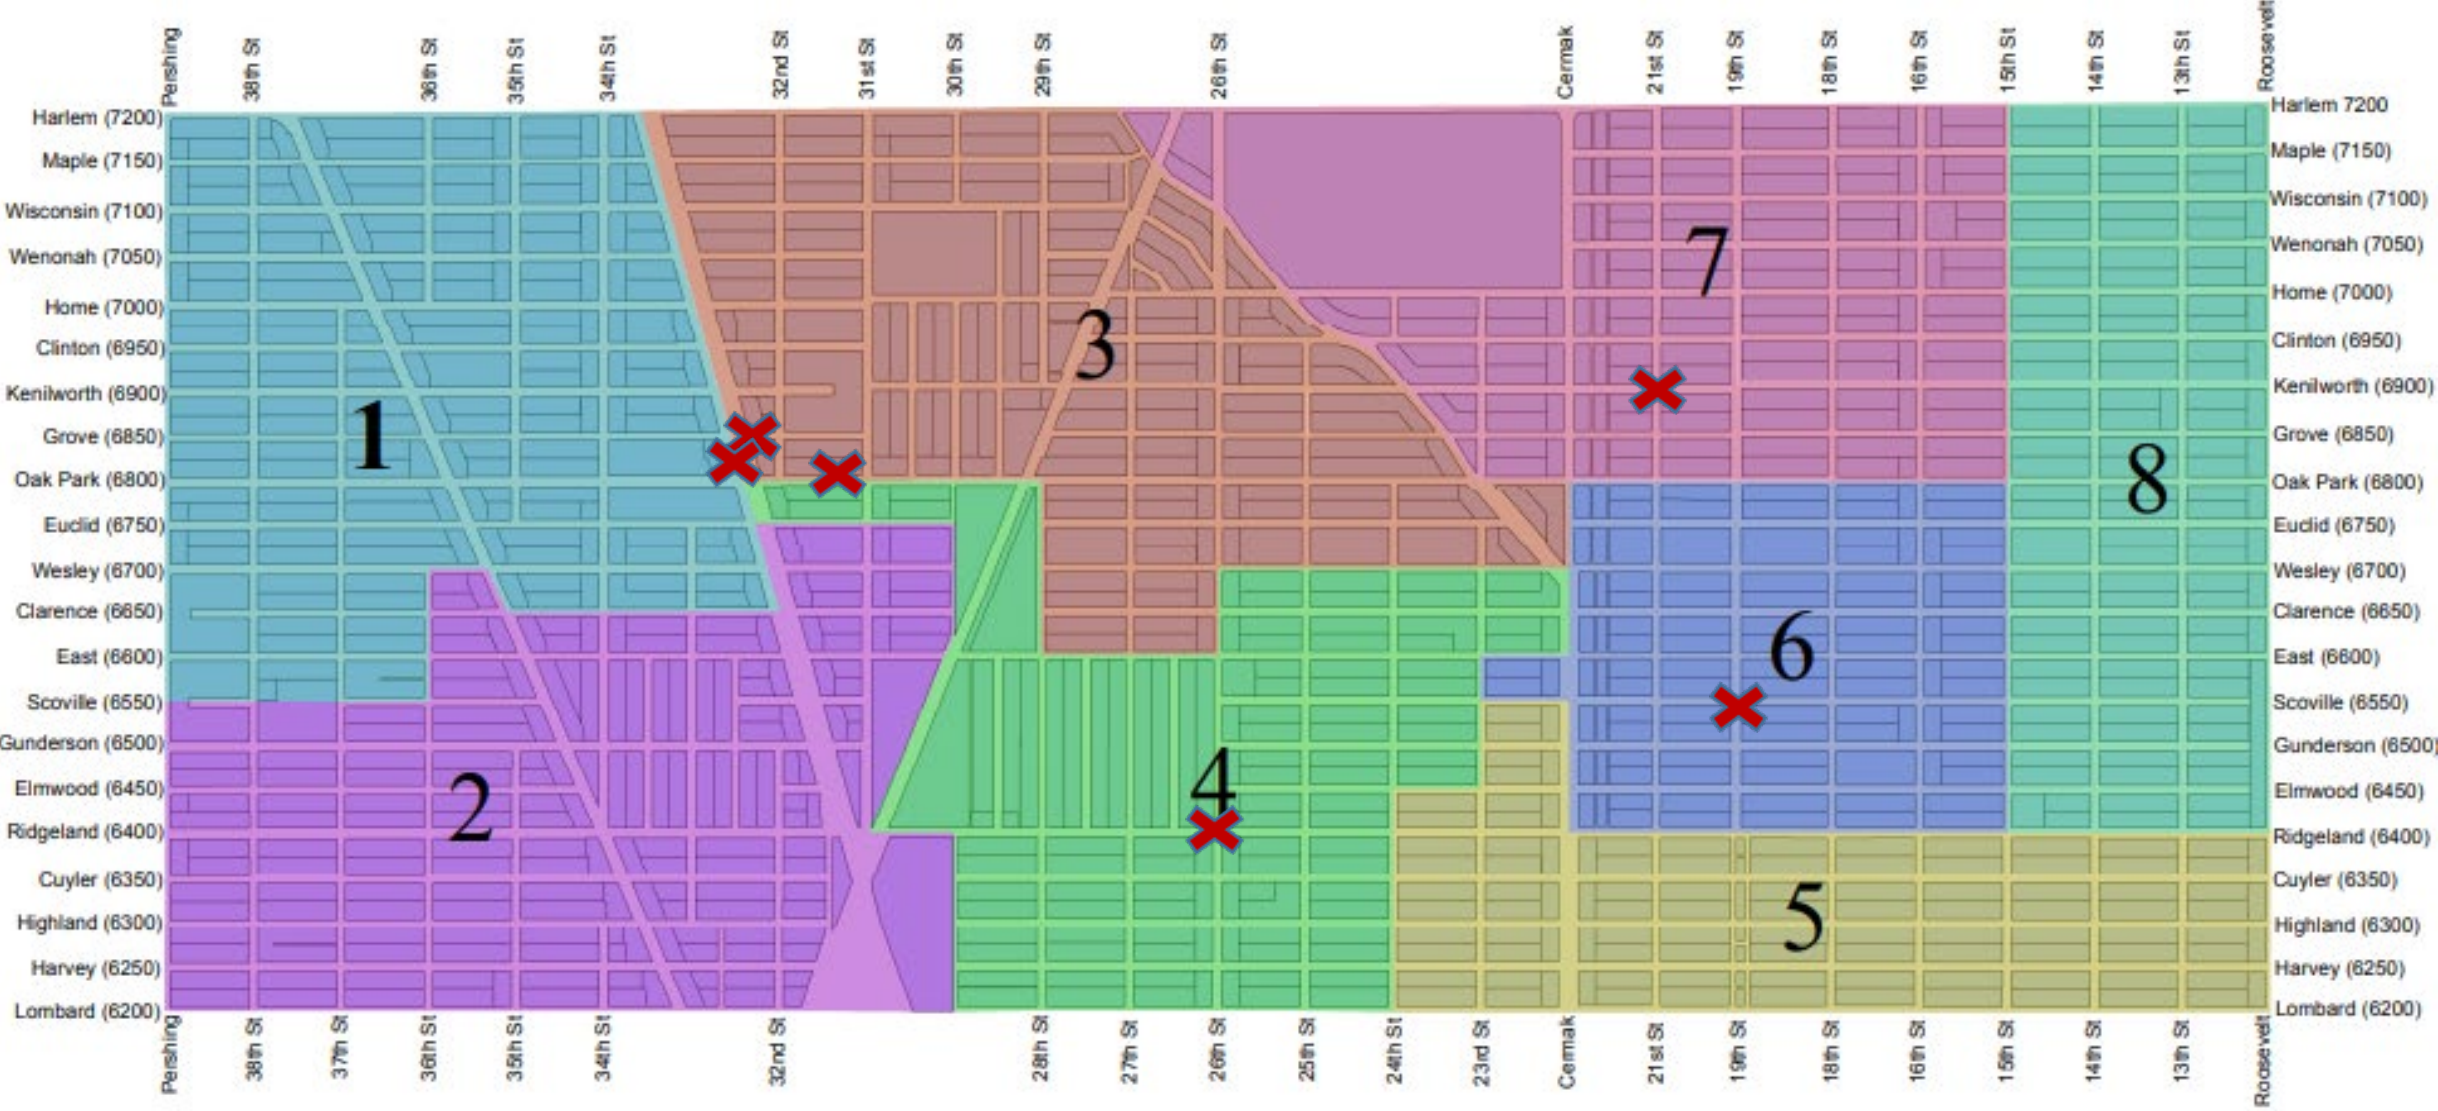 Pershing
38th St
36th St
35th St
34th St
32nd St
31st St
30th St
29th St
26th St
Cermak
21st St
19th St
18th St
16th St
15th St
14th St
13th St
Roosevelt
Harlem (7200)
Maple (7150)
Wisconsin (7100)
Wenonah (7050)
Home (7000)
Clinton (6950)
Kenilworth (6900)
Grove (6850)
Oak Park (6800)
Euclid (6750)
Wesley (6700)
Clarence (6650)
East (6600)
Scoville (6550)
Gunderson (6500)
Elmwood (6450)
Ridgeland (6400)
Cuyler (6350)
Highland (6300)
Harvey (6250)
Lombard (6200)
1
2
3
4
5
6
7
8
Harlem 7200
Maple (7150)
Wisconsin (7100)
Wenonah (7050)
Home (7000)
Clinton (6950)
Kenilworth (6900)
Grove (6850)
Oak Park (6800)
Euclid (6750)
Wesley (6700)
Clarence (6650)
East (6600)
Scoville (6550)
Gunderson (6500)
Elmwood (6450)
Ridgeland (6400)
Cuyler (6350)
Highland (6300)
Harvey (6250)
Lombard (6200)
Pershing
38th St
37th St
36th St
35th St
34th St
32nd St
28th St
27th St
26th St
25th St
24th St
23rd St
Cermak
21st St
19th St
18th St
16th St
15th St
14th St
13th St
Roosevelt